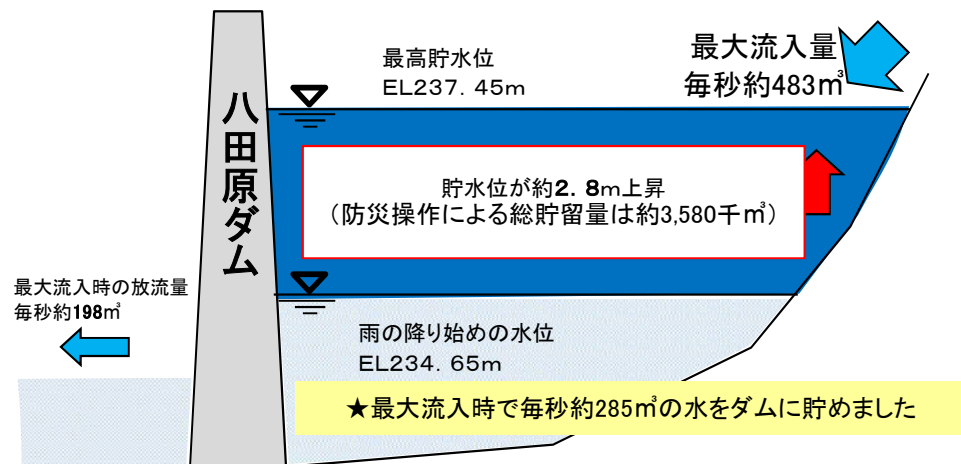 最高貯水位
EL237.45m
最大流入量
毎秒約483㎥
八田原ダム
貯水位が約2.8m上昇
（防災操作による総貯留量は約3,580千㎥）
最大流入時の放流量
毎秒約198㎥
雨の降り始めの水位
EL234.65m
★最大流入時で毎秒約285㎥の水をダムに貯めました